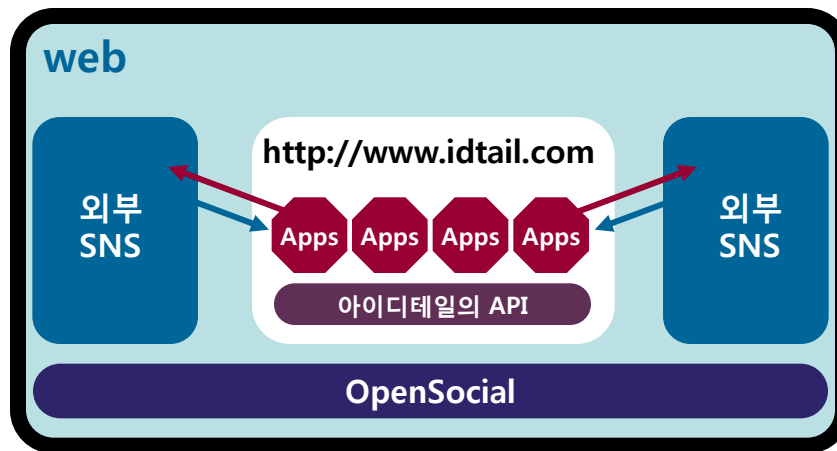 web
http://www.idtail.com
외부
SNS
Apps Apps Apps Apps
외부
SNS
아이디테일의 API
OpenSocial